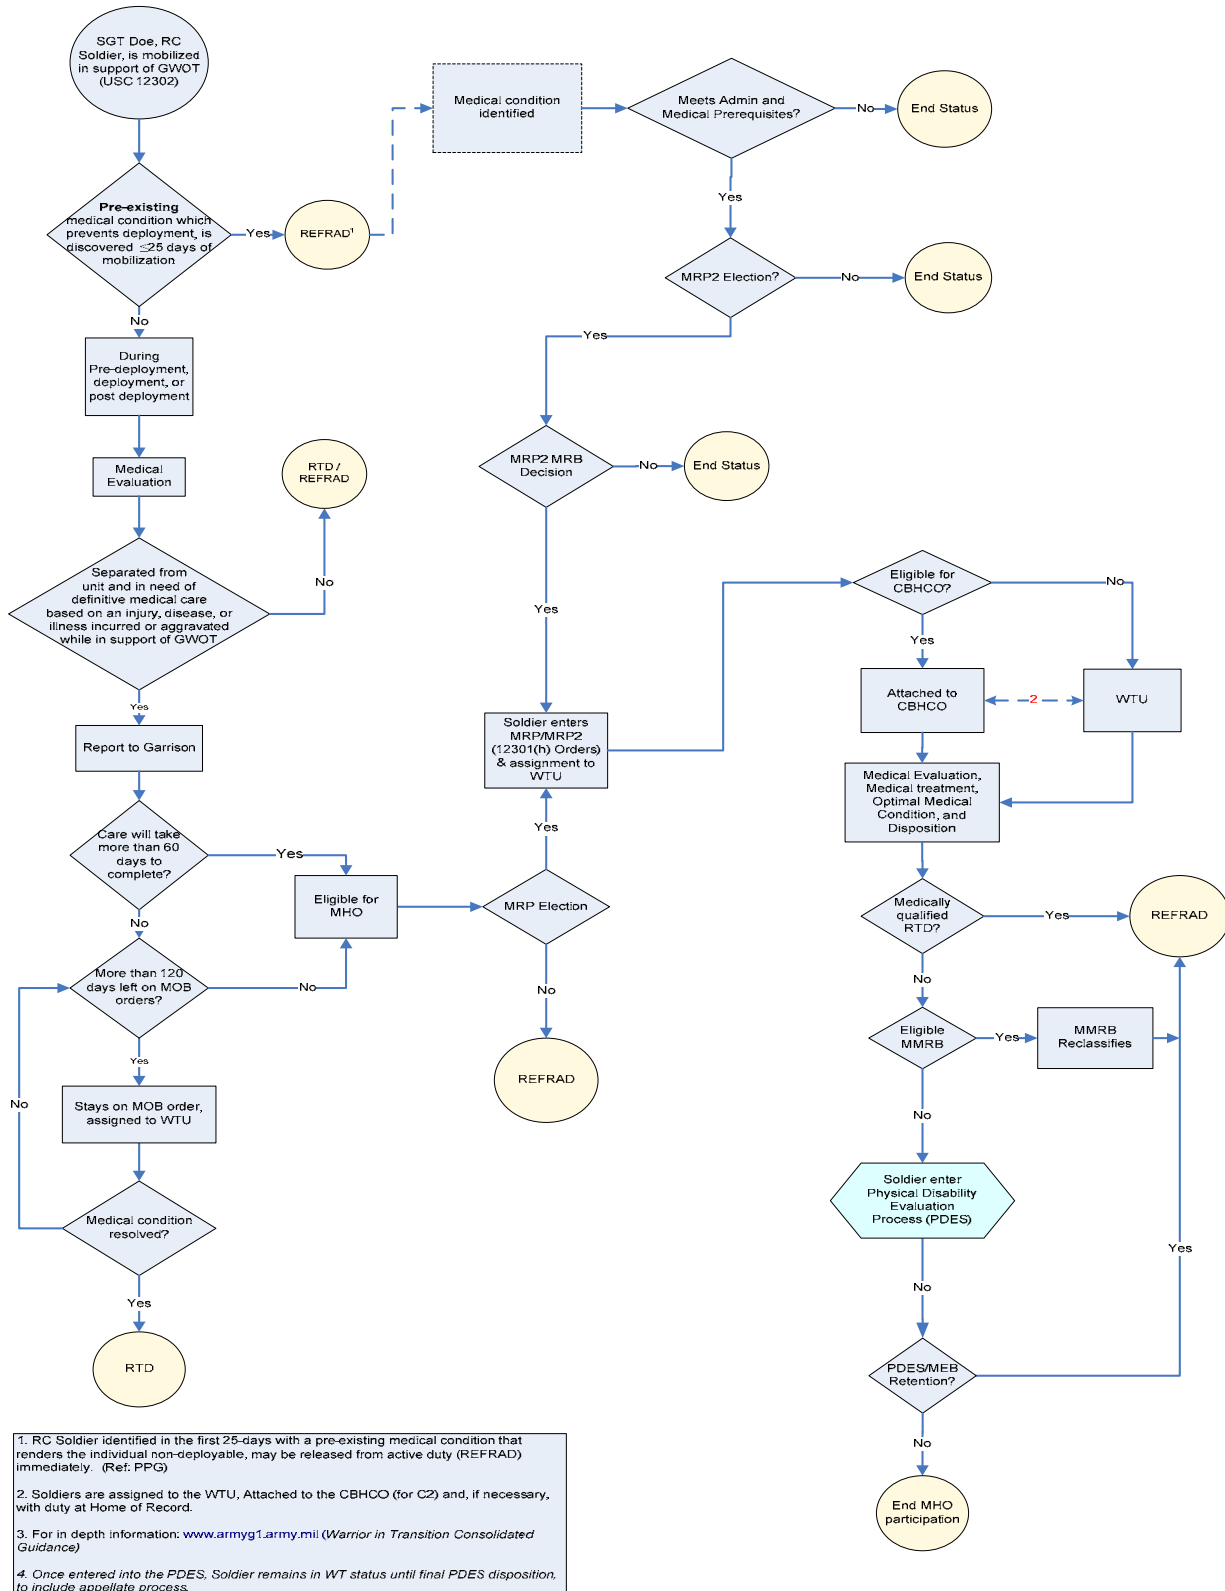 SGT Doe, RC
Soldier, is mobilized
in support of GWOT
(USC 12302)
Pre-existing
medical condition which
prevents deployment, is
discovered ≤25 days of
mobilization
Yes
REFRAD¹
No
During
Pre-deployment,
deployment, or
post deployment
Medical
Evaluation
RTD /
REFRAD
No
Separated from
unit and in need of
definitive medical care
based on an injury, disease, or
illness incurred or aggravated
while in support of GWOT
Yes
Report to Garrison
Care will take
more than 60
days to
complete?
Yes
No
Eligible for
MHO
More than 120
days left on MOB
orders?
No
Yes
Stays on MOB order,
assigned to WTU
No
Medical condition
resolved?
Yes
RTD
Medical condition
identified
Meets Admin and
Medical Prerequisites?
No
End Status
Yes
MRP2 Election?
No
End Status
Yes
MRP2 MRB
Decision
No
End Status
Yes
Soldier enters
MRP/MRP2
(12301(h) Orders)
& assignment to
WTU
Yes
MRP Election
No
REFRAD
Eligible for
CBHCO?
No
Yes
Attached to
CBHCO
2
WTU
Medical Evaluation,
Medical treatment,
Optimal Medical
Condition, and
Disposition
Medically
qualified
RTD?
Yes
REFRAD
No
Eligible
MMRB
Yes
MMRB
Reclassifies
No
Soldier enter
Physical Disability
Evaluation
Process (PDES)
Yes
No
PDES/MEB
Retention?
No
End MHO
participation
1. RC Soldier identified in the first 25-days with a pre-existing medical condition that
renders the individual non-deployable, may be released from active duty (REFRAD)
immediately. (Ref: PPG)
2. Soldiers are assigned to the WTU, Attached to the CBHCO (for C2) and, if necessary,
with duty at Home of Record.
3. For in depth information: www.armyg1.army.mil (Warrior in Transition Consolidated
Guidance)
4. Once entered into the PDES, Soldier remains in WT status until final PDES disposition,
to include appellate process.